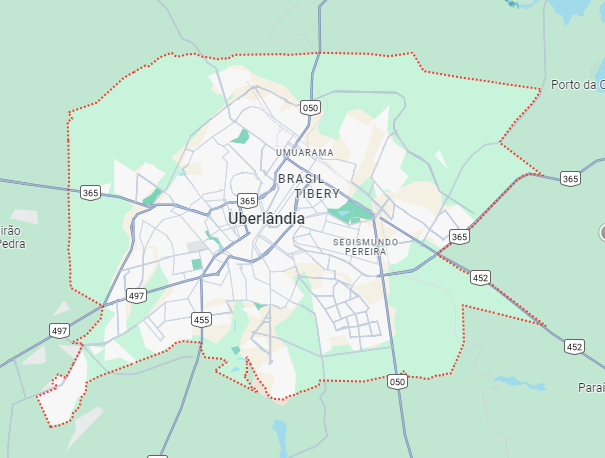 Porto da C
050
UMUARAMA
BRASIL
TIBERY
365
365
365
Uberlândia
irão
Pedra
SEGISMUNDO
PEREIRA
365
452
497
497
455
452
050
Paraí